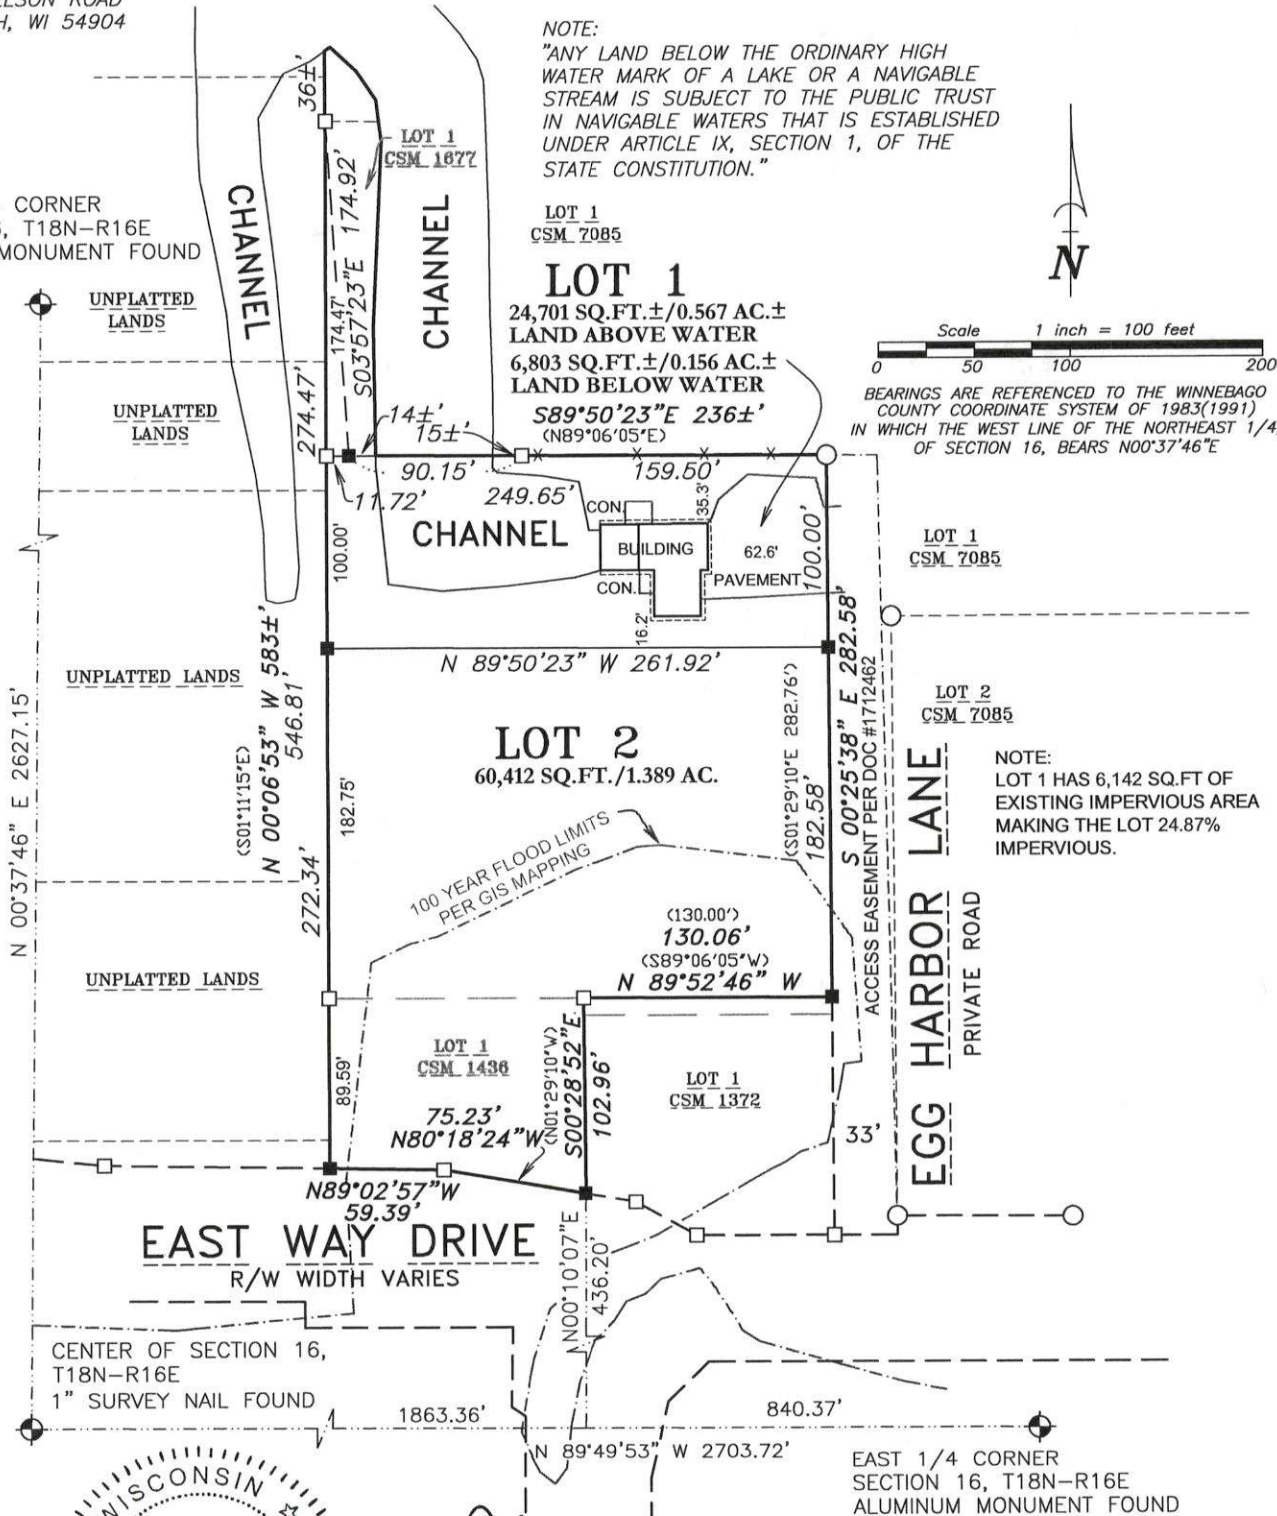 LSON ROAD
H, WI 54904
NOTE:
"ANY LAND BELOW THE ORDINARY HIGH
WATER MARK OF A LAKE OR A NAVIGABLE
STREAM IS SUBJECT TO THE PUBLIC TRUST
IN NAVIGABLE WATERS THAT IS ESTABLISHED
UNDER ARTICLE IX, SECTION 1, OF THE
STATE CONSTITUTION."
36±'
LOT 1
CSM 1677
174.92'
S03°57'23"E
174.47'
CORNER
, T18N-R16E
MONUMENT FOUND
CHANNEL
CHANNEL
LOT 1
CSM 7085
N
UNPLATTED
LANDS
LOT 1
24,701 SQ.FT.±/0.567 AC.±
LAND ABOVE WATER
6,803 SQ.FT.±/0.156 AC.±
LAND BELOW WATER
Scale 1 inch = 100 feet
0 50 100 200
BEARINGS ARE REFERENCED TO THE WINNEBAGO
COUNTY COORDINATE SYSTEM OF 1983(1991)
IN WHICH THE WEST LINE OF THE NORTHEAST 1/4
OF SECTION 16, BEARS N00°37'46"E
UNPLATTED
LANDS
274.47'
14±'
15±'
S89°50'23"E 236±'
(N89°06'05"E)
90.15'
159.50'
11.72'
249.65'
35.3'
CON.
CHANNEL
BUILDING
62.6'
PAVEMENT
CON.
16.2'
100.00'
100.00'
LOT 1
CSM 7085
N 89°50'23" W 261.92'
UNPLATTED LANDS
(S01°11'15"E)
N 00°06'53" W 583±'
546.81'
N 00°37'46" E 2627.15'
LOT 2
60,412 SQ.FT./1.389 AC.
182.75'
(S01°29'10"E 282.76')
182.58'
S 00°25'38" E 282.58'
ACCESS EASEMENT PER DOC #1712462
LOT 2
CSM 7085
NOTE:
LOT 1 HAS 6,142 SQ.FT OF
EXISTING IMPERVIOUS AREA
MAKING THE LOT 24.87%
IMPERVIOUS.
EGG HARBOR LANE
PRIVATE ROAD
100 YEAR FLOOD LIMITS
PER GIS MAPPING
272.34'
(130.00')
130.06'
(S89°06'05"W)
N 89°52'46" W
UNPLATTED LANDS
LOT 1
CSM 1436
(N01°29'10"W)
S00°28'52"E
102.96'
LOT 1
CSM 1372
89.59'
75.23'
N80°18'24"W
33'
N89°02'57"W
59.39'
EAST WAY DRIVE
R/W WIDTH VARIES
N00°10'07"E
436.20'
CENTER OF SECTION 16,
T18N-R16E
1" SURVEY NAIL FOUND
1863.36'
840.37'
N 89°49'53" W 2703.72'
EAST 1/4 CORNER
SECTION 16, T18N-R16E
ALUMINUM MONUMENT FOUND
WISCONSIN